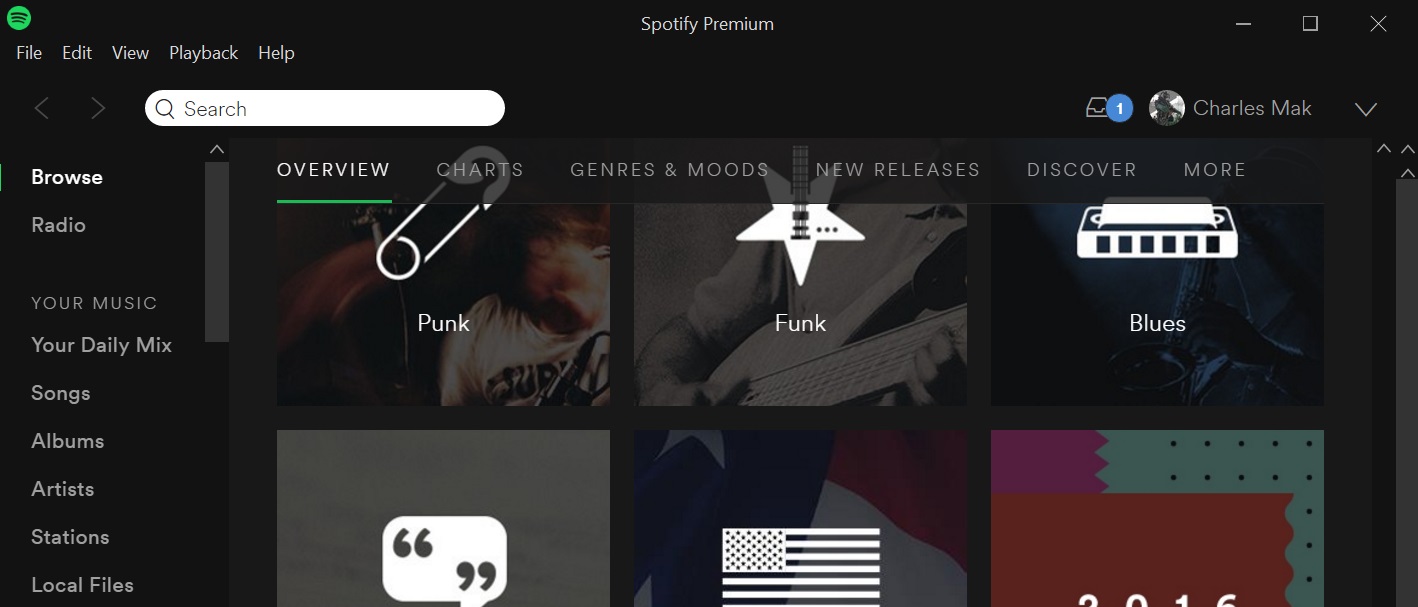 Spotify Premium
File Edit View Playback Help
Search
1
Charles Mak
Browse
Radio
YOUR MUSIC
Your Daily Mix
Songs
Albums
Artists
Stations
Local Files
OVERVIEW CHARTS GENRES & MOODS NEW RELEASES DISCOVER MORE
Punk
Funk
Blues
“ ”
2016